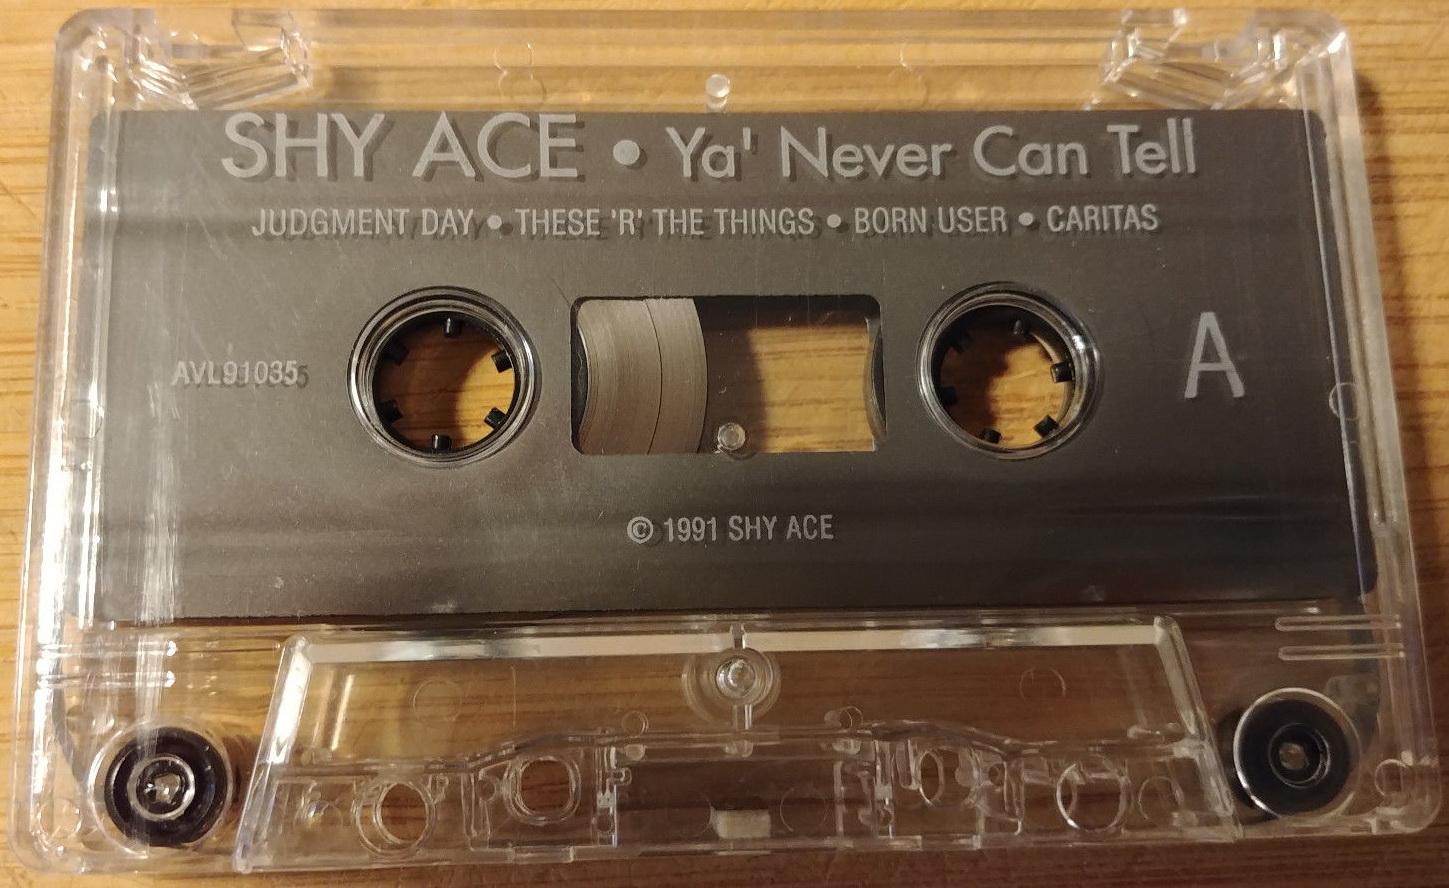 SHY ACE • Ya' Never Can Tell
JUDGMENT DAY • THESE 'R' THE THINGS • BORN USER • CARITAS
AVL91035
A
© 1991 SHY ACE